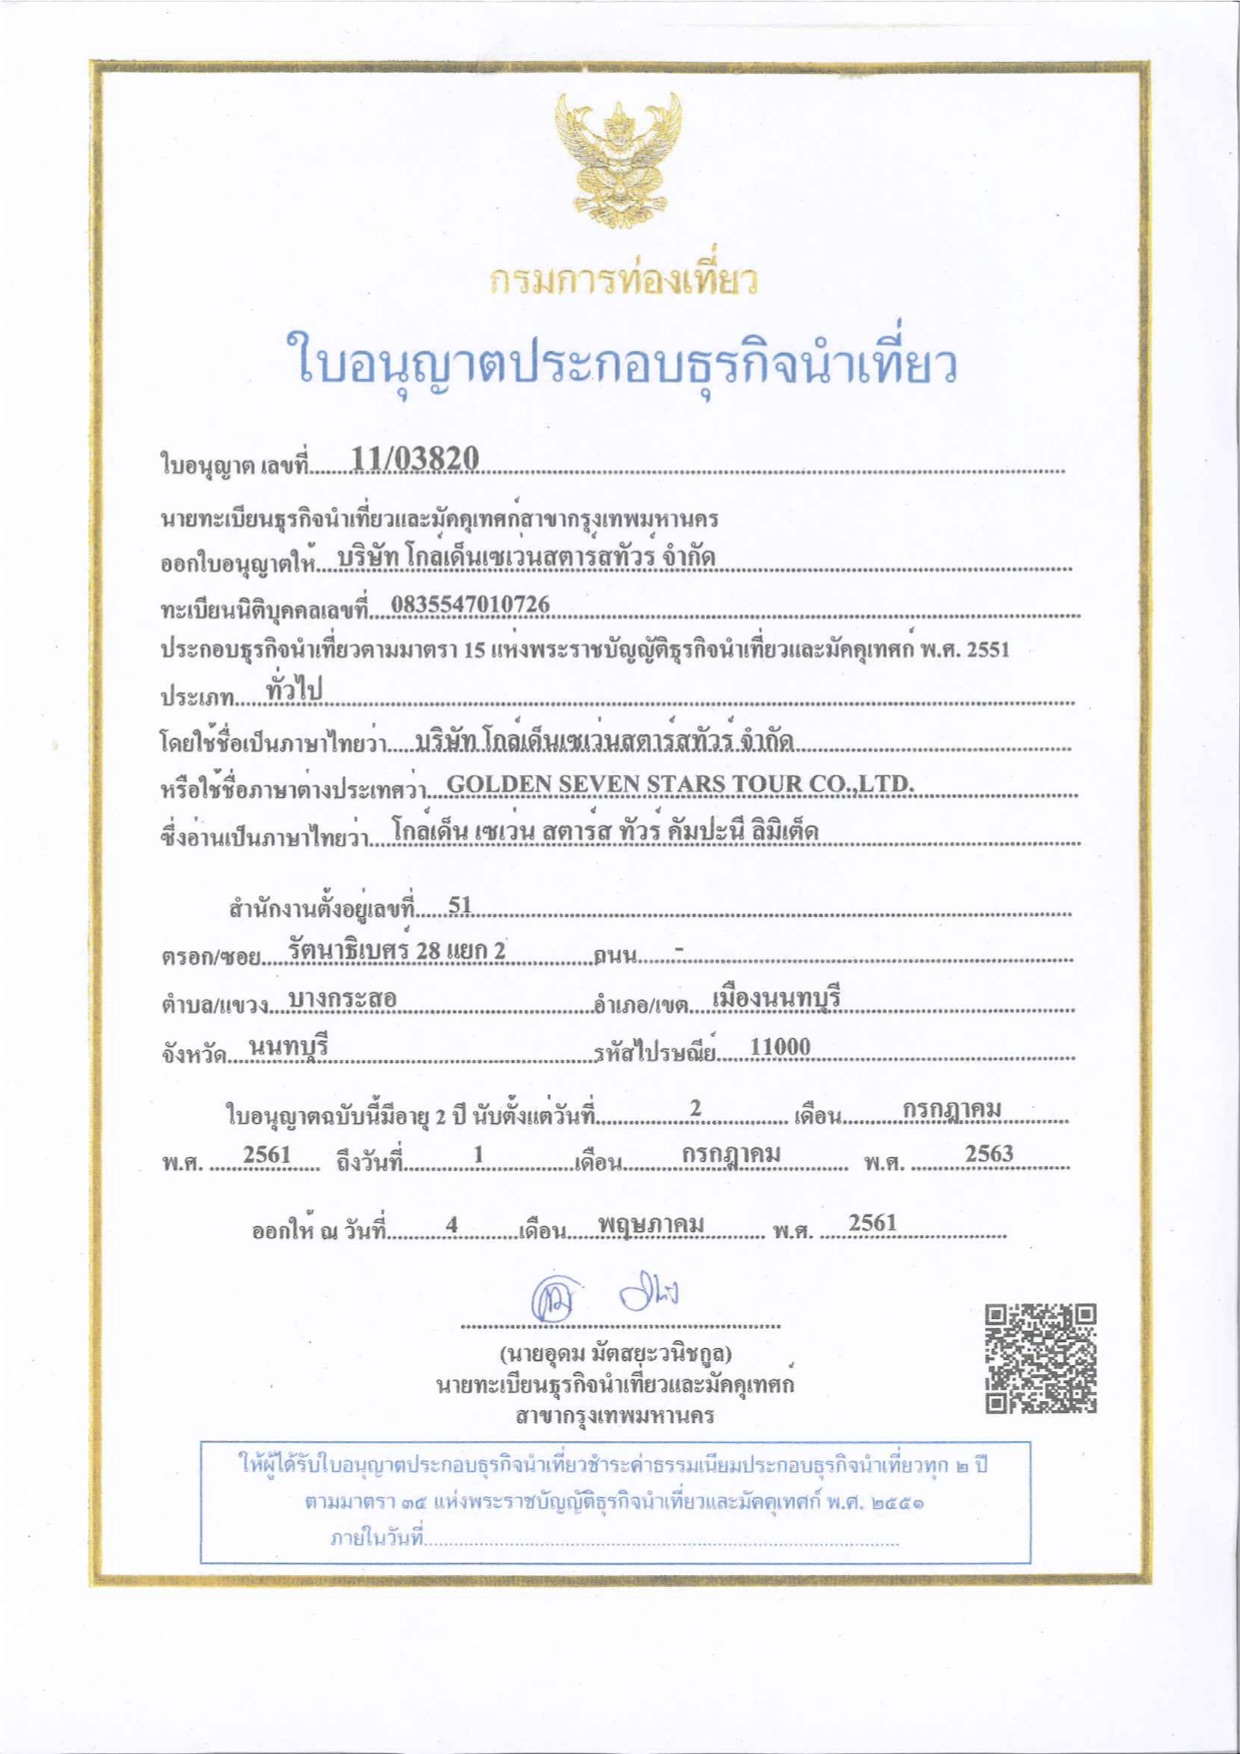 กรมการท่องเที่ยว
ใบอนุญาตประกอบธุรกิจนำเที่ยว
ใบอนุญาต เลขที่.......11/03820
นายทะเบียนธุรกิจนำเที่ยวและมัคคุเทศก์สาขากรุงเทพมหานคร
ออกใบอนุญาตให้....บริษัท โกล์เด็นเซเว่นสตาร์สทัวร์ จำกัด
ทะเบียนนิติบุคคลเลขที่....0835547010726
ประกอบธุรกิจนำเที่ยวตามมาตรา 15 แห่งพระราชบัญญัติธุรกิจนำเที่ยวและมัคคุเทศก์ พ.ศ. 2551
ประเภท......ทั่วไป
โดยใช้ชื่อเป็นภาษาไทยว่า.....บริษัท โกล์เด็นเซเว่นสตาร์สทัวร์ จำกัด
หรือใช้ชื่อภาษาต่างประเทศว่า....GOLDEN SEVEN STARS TOUR CO.,LTD.
ซึ่งอ่านเป็นภาษาไทยว่า.....โกล์เด็น เซเว่น สตาร์ส ทัวร์ คัมปะนี ลิมิเต็ด
สำนักงานตั้งอยู่เลขที่......51
ตรอก/ซอย.....รัตนาธิเบศร์ 28 แยก 2 ถนน......-
ตำบล/แขวง....บางกระสอ อำเภอ/เขต....เมืองนนทบุรี
จังหวัด....นนทบุรี รหัสไปรษณีย์......11000
ใบอนุญาตฉบับนี้มีอายุ 2 ปี นับตั้งแต่วันที่ 2 เดือน กรกฎาคม
พ.ศ. 2561 ถึงวันที่ 1 เดือน กรกฎาคม พ.ศ. 2563
ออกให้ ณ วันที่ 4 เดือน พฤษภาคม พ.ศ. 2561
(นายอุดม มัตสยะวนิชกูล)
นายทะเบียนธุรกิจนำเที่ยวและมัคคุเทศก์
สาขากรุงเทพมหานคร
ให้ผู้ได้รับใบอนุญาตประกอบธุรกิจนำเที่ยวชำระค่าธรรมเนียมประกอบธุรกิจนำเที่ยวทุก ๒ ปี
ตามมาตรา ๓๕ แห่งพระราชบัญญัติธุรกิจนำเที่ยวและมัคคุเทศก์ พ.ศ. ๒๕๕๑
ภายในวันที่